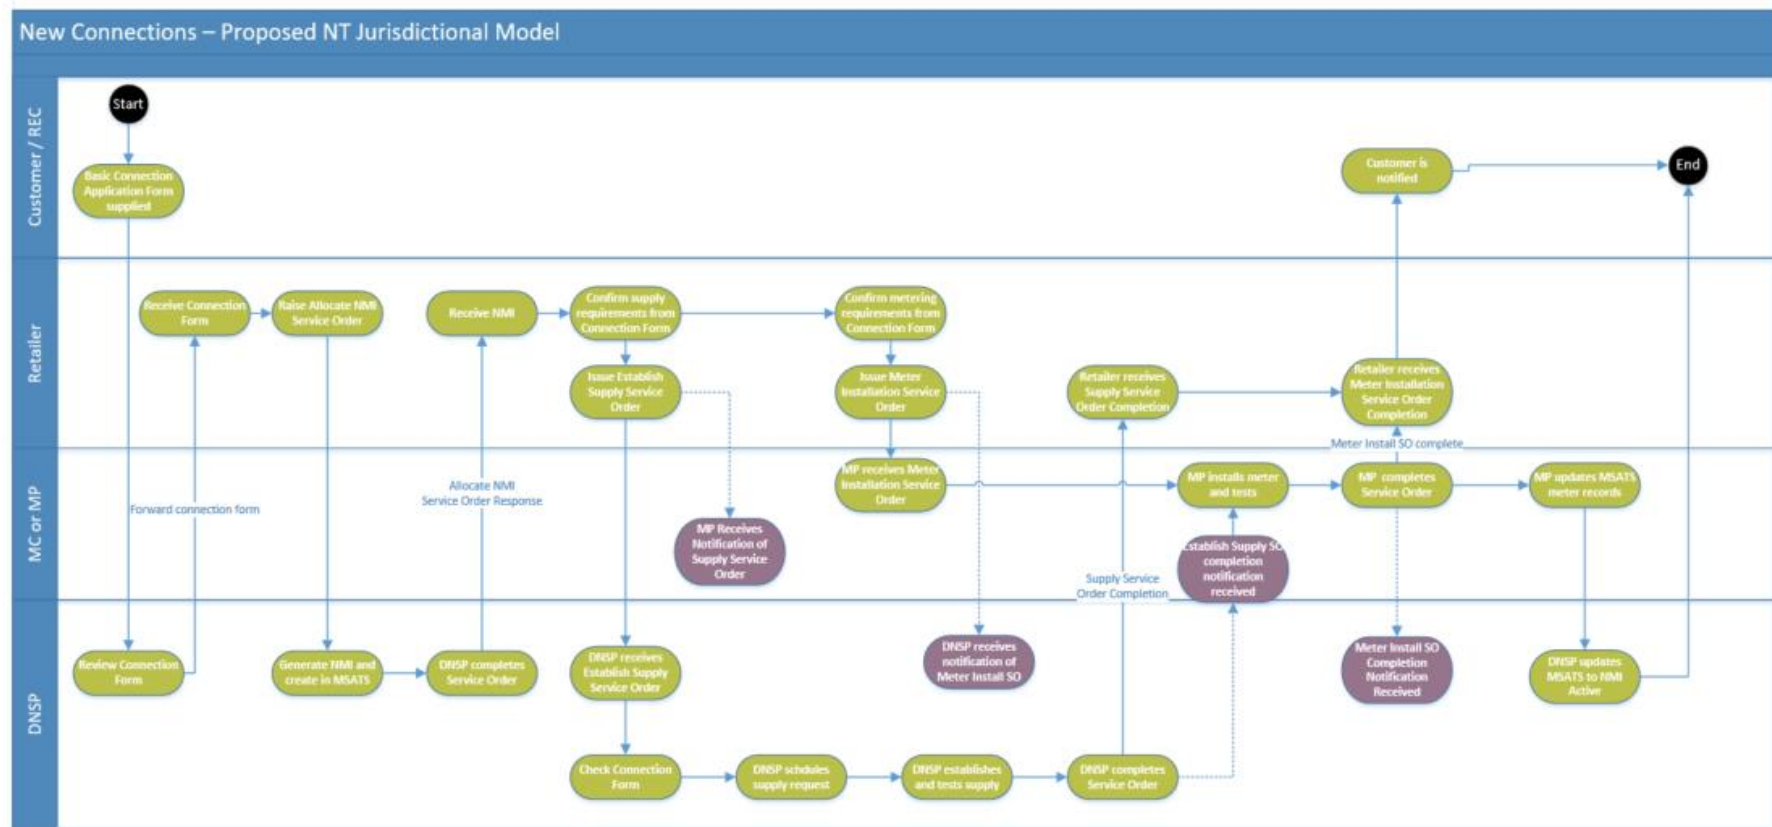 New Connections – Proposed NT Jurisdictional Model
Customer / REC
Start
Basic Connection
Application Form
supplied
Customer is
notified
End
Retailer
Receive Connection
Form
Raise Allocate NMI
Service Order
Receive NMI
Confirm supply
requirements from
Connection Form
Confirm metering
requirements from
Connection Form
Issue Establish
Supply Service
Order
Issue Meter
Installation Service
Order
Retailer receives
Supply Service
Order Completion
Retailer receives
Meter Installation
Service Order
Completion
Meter Install SO complete
MC or MP
Forward connection form
Allocate NMI
Service Order Response
MP Receives
Notification of
Supply Service
Order
MP receives Meter
Installation Service
Order
MP installs meter
and tests
MP completes
Service Order
MP updates MSATS
meter records
Establish Supply SO
completion
notification
received
Supply Service
Order Completion
DNSP
Review Connection
Form
Generate NMI and
create in MSATS
DNSP completes
Service Order
DNSP receives
Establish Supply
Service Order
DNSP receives
notification of
Meter Install SO
Meter Install SO
Completion
Notification
Received
DNSP updates
MSATS to NMI
Active
Check Connection
Form
DNSP schdules
supply request
DNSP establishes
and tests supply
DNSP completes
Service Order